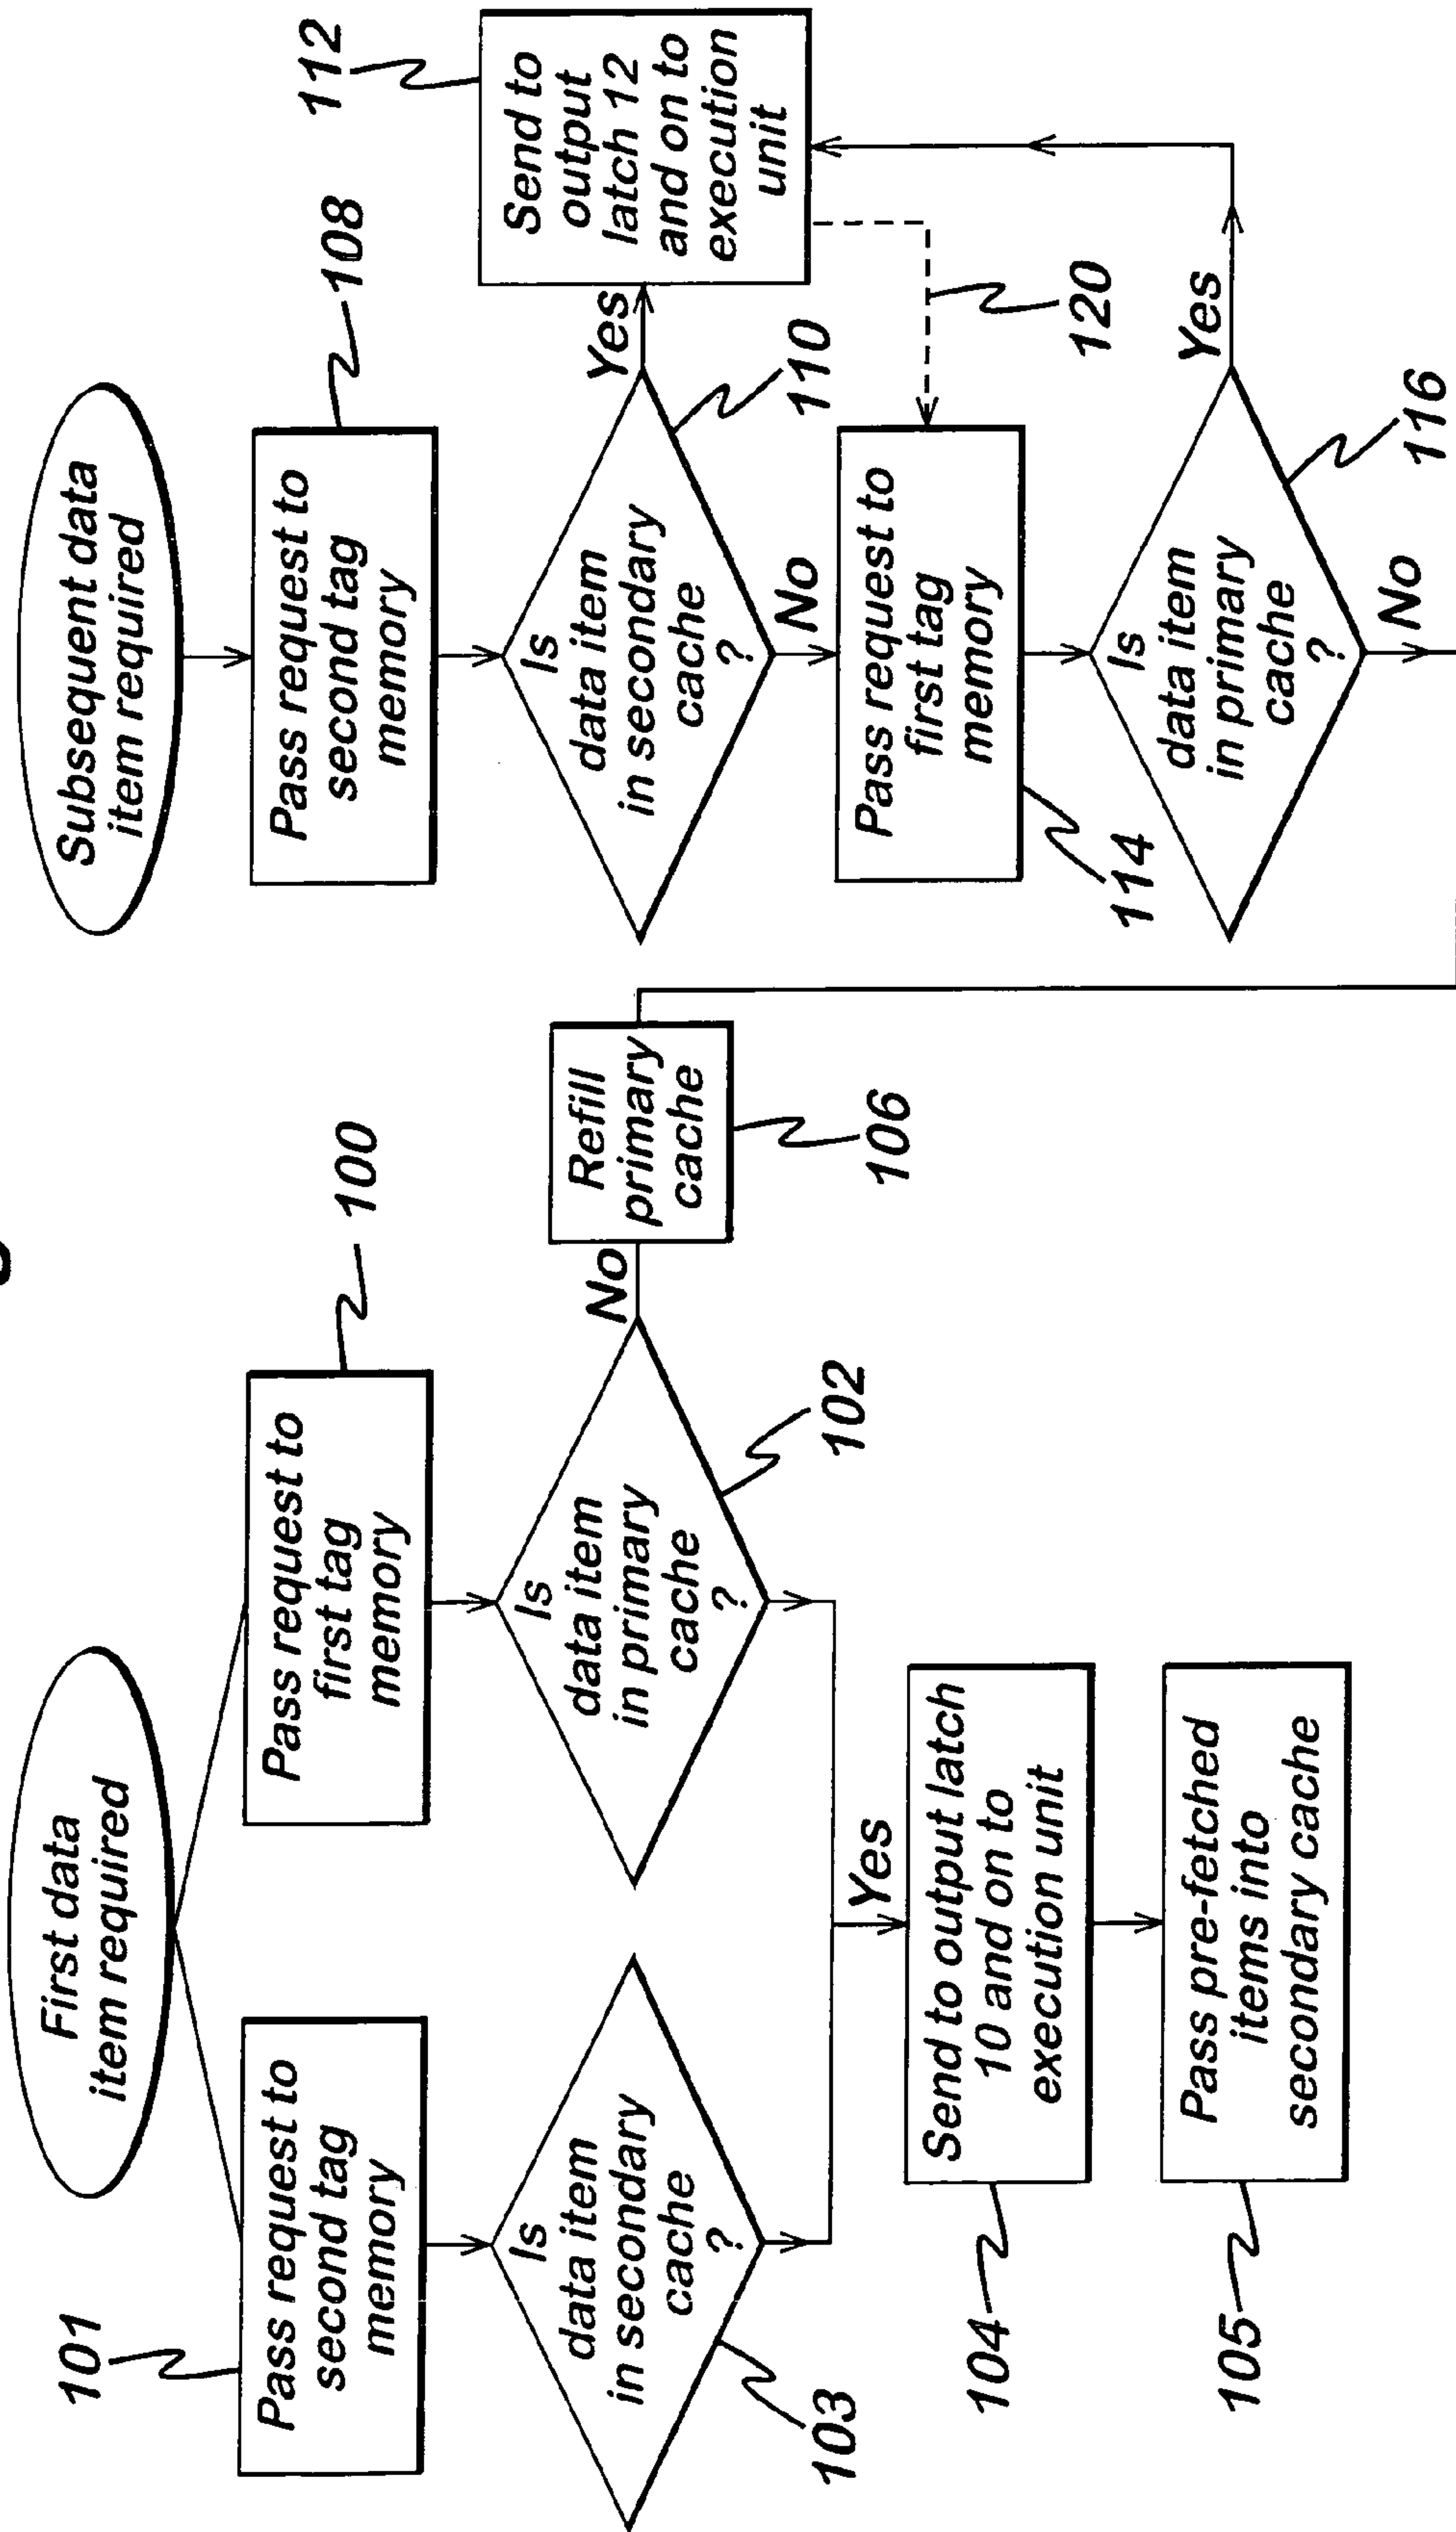 First data
item required
101
Pass request to
second tag
memory
Pass request to
first tag
memory
100
Is
data item
in secondary
cache
?
103
Is
data item
in primary
cache
?
102
No
Refill
primary
cache
106
Yes
Send to output latch
10 and on to
execution unit
104
Pass pre-fetched
items into
secondary cache
105
Subsequent data
item required
Pass request to
second tag
memory
108
Is
data item
in secondary
cache
?
110
Yes
Send to
output
latch 12
and on to
execution
unit
112
No
120
Pass request to
first tag
memory
114
Is
data item
in primary
cache
?
116
Yes
No